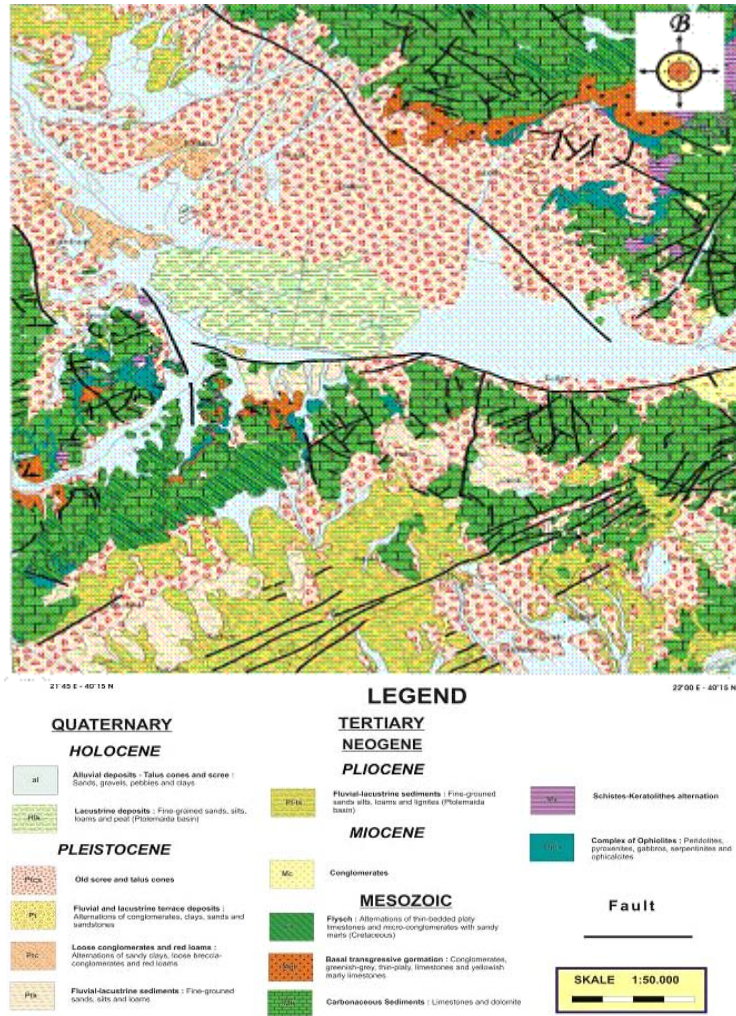 B
21°45 E - 40°15 N
22°00 E - 40°15 N
LEGEND
QUATERNARY
HOLOCENE
al
Alluvial deposits - Talus cones and scree :
Sands, gravels, pebbles and clays
Lacustrine deposits : Fine-grained sands, silts,
loams and peat (Ptolemaida basin)
PLEISTOCENE
Old scree and talus cones
Pt
Fluvial and lacustrine terrace deposits :
Alternations of conglomerates, clays, sands and
sandstones
Ptc
Loose conglomerates and red loams :
Alternations of sandy clays, loose breccia-
conglomerates and red loams
Fluvial-lacustrine sediments : Fine-grouned
sands, silts and loams
TERTIARY
NEOGENE
PLIOCENE
Fluvial-lacustrine sediments : Fine-grouned
sands silts, loams and lignites (Ptolemaida
basin)
MIOCENE
Mc
Conglomerates
MESOZOIC
Flysch : Alternations of thin-bedded platy
limestones and micro-conglomerates with sandy
marls (Cretaceous)
Basal transgressive gormation : Conglomerates,
greenish-grey, thin-platy, limestones and yellowish
marly limestones
Carbonaceous Sediments : Limestones and dolomite
Schistes-Keratolithes alternation
Complex of Ophiolites : Peridotites,
pyroxenites, gabbros, serpentinites and
ophicalcites
Fault
SKALE 1:50.000